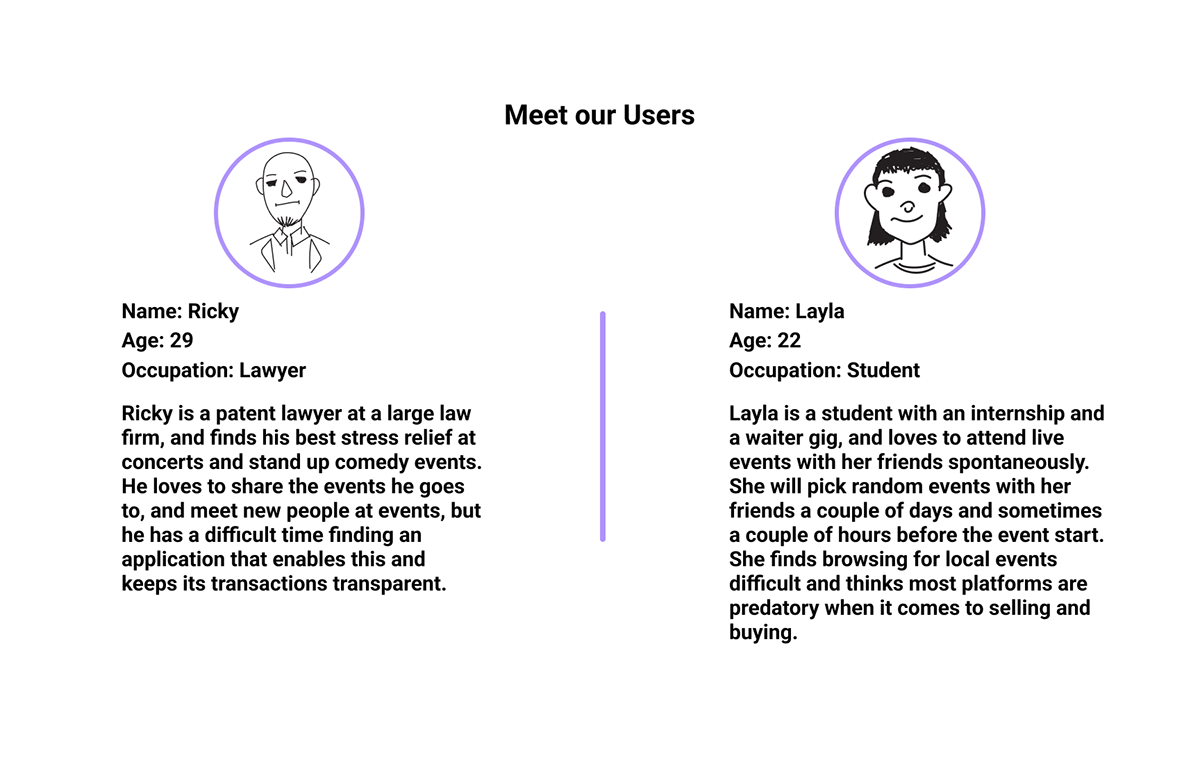 Meet our Users
Name: Ricky
Age: 29
Occupation: Lawyer
Ricky is a patent lawyer at a large law
firm, and finds his best stress relief at
concerts and stand up comedy events.
He loves to share the events he goes
to, and meet new people at events, but
he has a difficult time finding an
application that enables this and
keeps its transactions transparent.
Name: Layla
Age: 22
Occupation: Student
Layla is a student with an internship and
a waiter gig, and loves to attend live
events with her friends spontaneously.
She will pick random events with her
friends a couple of days and sometimes
a couple of hours before the event start.
She finds browsing for local events
difficult and thinks most platforms are
predatory when it comes to selling and
buying.